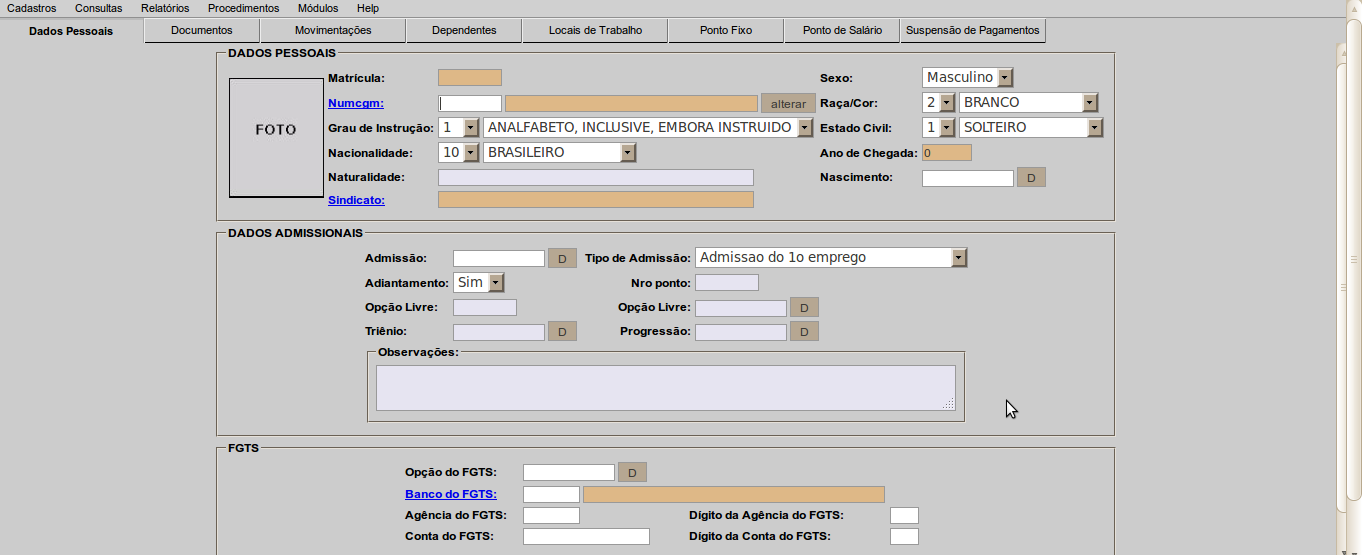 Cadastros Consultas Relatórios Procedimentos Módulos Help
Dados Pessoais Documentos Movimentações Dependentes Locais de Trabalho Ponto Fixo Ponto de Salário Suspensão de Pagamentos
DADOS PESSOAIS
FOTO
Matrícula: Sexo: Masculino
Numcgm: alterar Raça/Cor: 2 BRANCO
Grau de Instrução: 1 ANALFABETO, INCLUSIVE, EMBORA INSTRUIDO Estado Civil: 1 SOLTEIRO
Nacionalidade: 10 BRASILEIRO Ano de Chegada: 0
Naturalidade: Nascimento: D
Sindicato:
DADOS ADMISSIONAIS
Admissão: D Tipo de Admissão: Admissao do 1o emprego
Adiantamento: Sim Nro ponto:
Opção Livre: Opção Livre: D
Triênio: D Progressão: D
Observações:
FGTS
Opção do FGTS: D
Banco do FGTS:
Agência do FGTS: Dígito da Agência do FGTS:
Conta do FGTS: Dígito da Conta do FGTS: